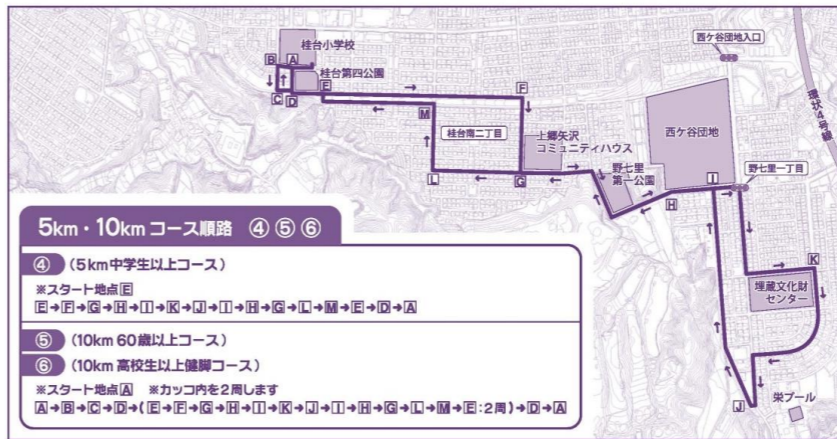 西ケ谷団地入口
環状4号線
桂台小学校
B
A
桂台第四公園
E
C
D
F
M
桂台南二丁目
上郷矢沢
コミュニティハウス
西ケ谷団地
野七里
第一公園
野七里一丁目
L
G
H
I
K
埋蔵文化財
センター
J
栄プール
5km・10kmコース順路 ④⑤⑥
④ (5km中学生以上コース)
※スタート地点E
E→F→G→H→I→K→J→I→H→G→L→M→E→D→A
⑤ (10km 60歳以上コース)
⑥ (10km 高校生以上健脚コース)
※スタート地点A ※カッコ内を2周します
A→B→C→D→(E→F→G→H→I→K→J→I→H→G→L→M→E:2周)→D→A